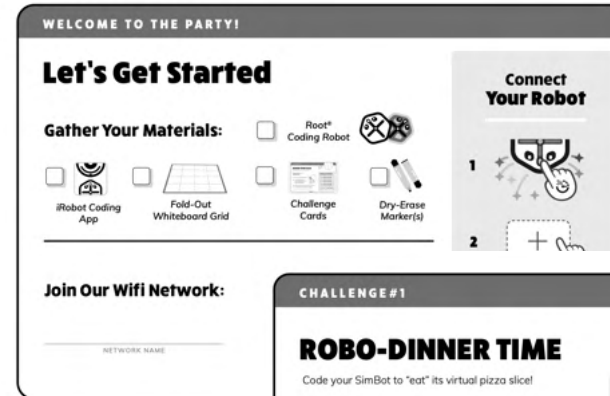 WELCOME TO THE PARTY!
Let's Get Started
Gather Your Materials:
Root®
Coding Robot
iRobot Coding
App
Fold-Out
Whiteboard Grid
Challenge
Cards
Dry-Erase
Marker(s)
Join Our Wifi Network:
NETWORK NAME
Connect
Your Robot
1
2
CHALLENGE#1
ROBO-DINNER TIME
Code your SimBot to "eat" its virtual pizza slice!